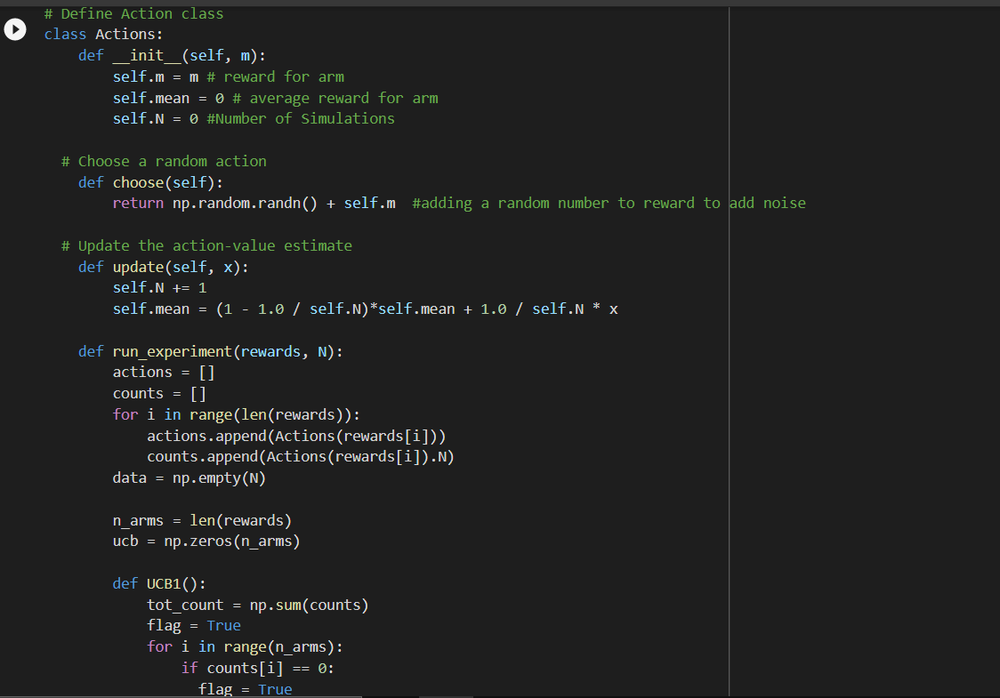 # Define Action class
class Actions:
    def __init__(self, m):
        self.m = m # reward for arm
        self.mean = 0 # average reward for arm
        self.N = 0 #Number of Simulations

  # Choose a random action
    def choose(self):
        return np.random.randn() + self.m  #adding a random number to reward to add noise

  # Update the action-value estimate
    def update(self, x):
        self.N += 1
        self.mean = (1 - 1.0 / self.N)*self.mean + 1.0 / self.N * x

    def run_experiment(rewards, N):
        actions = []
        counts = []
        for i in range(len(rewards)):
            actions.append(Actions(rewards[i]))
            counts.append(Actions(rewards[i]).N)
        data = np.empty(N)

        n_arms = len(rewards)
        ucb = np.zeros(n_arms)

        def UCB1():
            tot_count = np.sum(counts)
            flag = True
            for i in range(n_arms):
                if counts[i] == 0:
                  flag = True